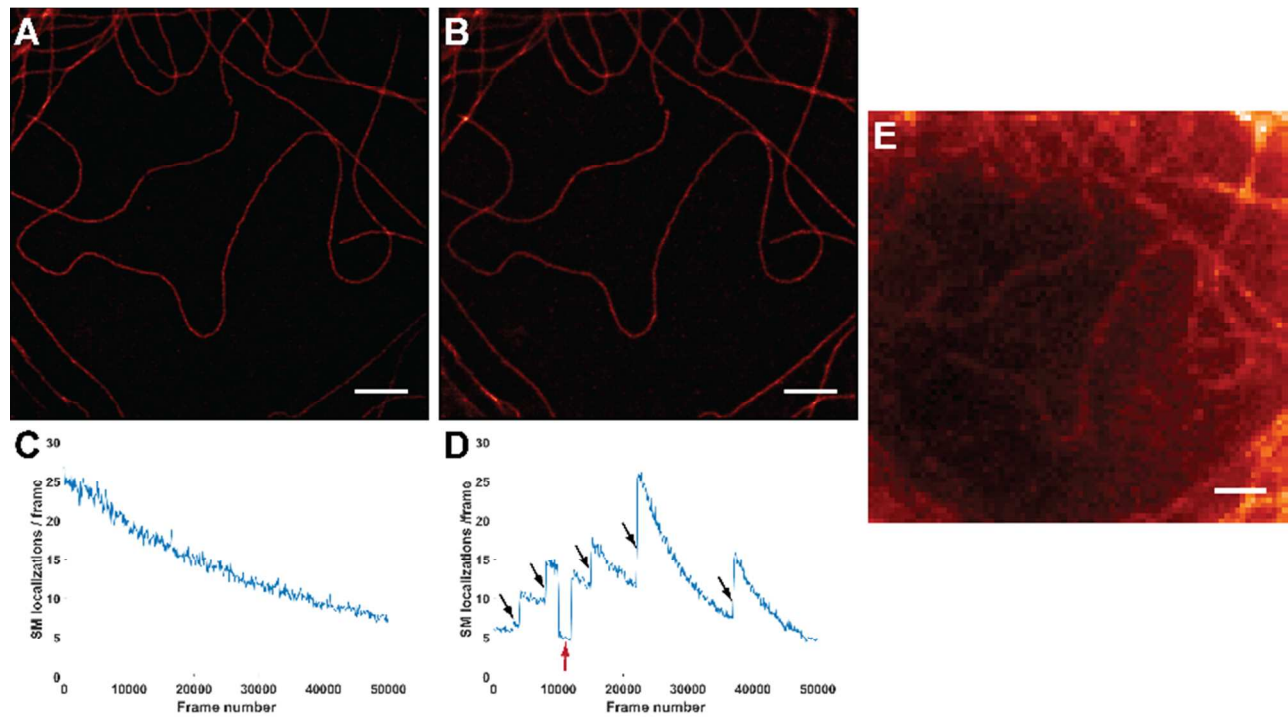 A
B
E
C
30
25
20
15
10
5
0
SM localizations / frame
0 10000 20000 30000 40000 50000
Frame number
D
30
25
20
15
10
5
0
SM localizations /frame
0 10000 20000 30000 40000 50000
Frame number